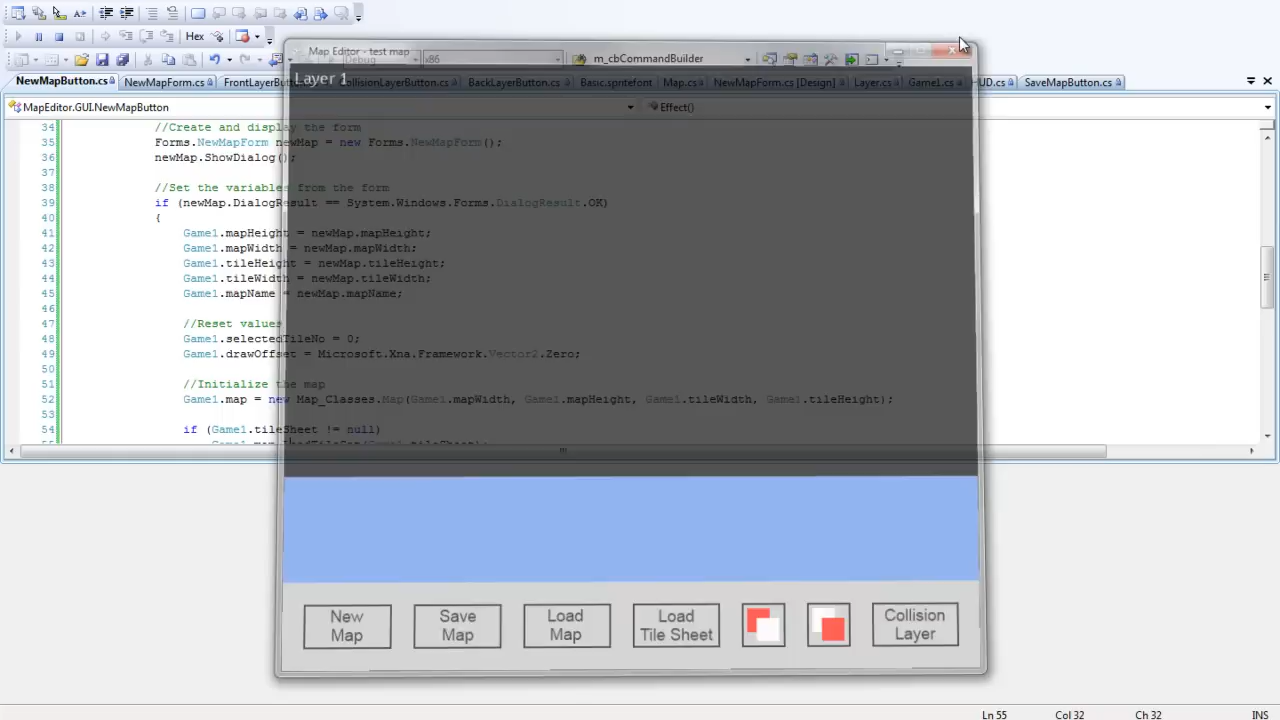 Hex
Map Editor - test map
Debug
x86
m_cbCommandBuilder
NewMapButton.cs
NewMapForm.cs
FrontLayerBu
CollisionLayerButton.cs
BackLayerButton.cs
Basic.spritefont
Map.cs
NewMapForm.cs [Design]
Layer.cs
Game1.cs
UD.cs
SaveMapButton.cs
Layer 1
MapEditor.GUI.NewMapButton
Effect()
34 //Create and display the form
35 Forms.NewMapForm newMap = new Forms.NewMapForm();
36 newMap.ShowDialog();
37
38 //Set the variables from the form
39 if (newMap.DialogResult == System.Windows.Forms.DialogResult.OK)
40 {
41 Game1.mapHeight = newMap.mapHeight;
42 Game1.mapWidth = newMap.mapWidth;
43 Game1.tileHeight = newMap.tileHeight;
44 Game1.tileWidth = newMap.tileWidth;
45 Game1.mapName = newMap.mapName;
46
47 //Reset values
48 Game1.selectedTileNo = 0;
49 Game1.drawOffset = Microsoft.Xna.Framework.Vector2.Zero;
50
51 //Initialize the map
52 Game1.map = new Map_Classes.Map(Game1.mapWidth, Game1.mapHeight, Game1.tileWidth, Game1.tileHeight);
53
54 if (Game1.tileSheet != null)
New
Map
Save
Map
Load
Map
Load
Tile Sheet
Collision
Layer
Ln 55 Col 32 Ch 32 INS